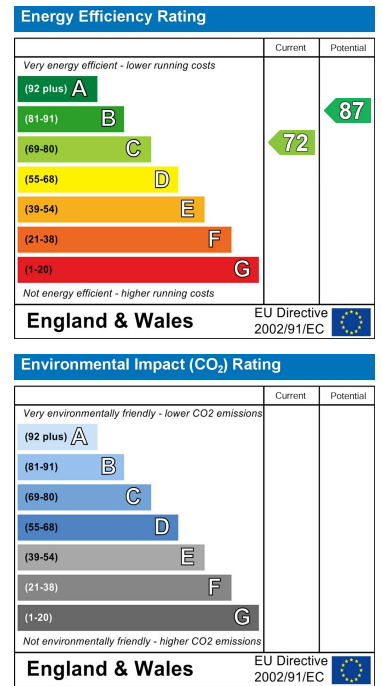 Energy Efficiency Rating
Current Potential
Very energy efficient - lower running costs
(92 plus) A
(81-91) B
(69-80) C
(55-68) D
(39-54) E
(21-38) F
(1-20) G
72
87
Not energy efficient - higher running costs
England & Wales
EU Directive
2002/91/EC
Environmental Impact (CO₂) Rating
Current Potential
Very environmentally friendly - lower CO2 emissions
(92 plus) A
(81-91) B
(69-80) C
(55-68) D
(39-54) E
(21-38) F
(1-20) G
Not environmentally friendly - higher CO2 emissions
England & Wales
EU Directive
2002/91/EC